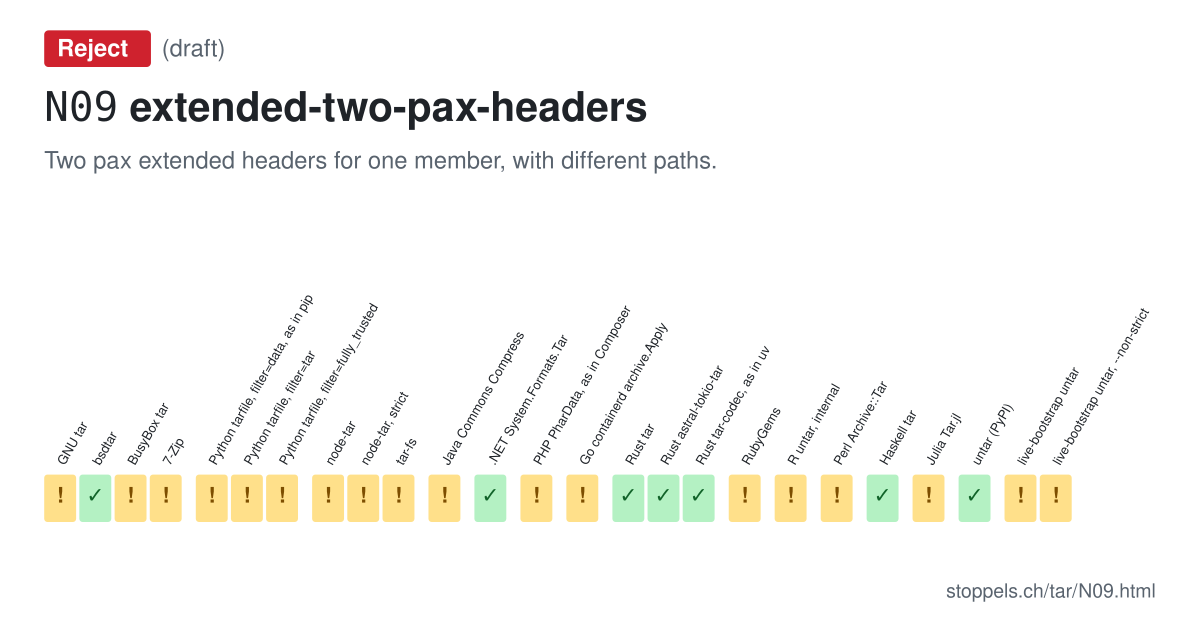 Reject (draft)
N09 extended-two-pax-headers
Two pax extended headers for one member, with different paths.
GNU tar
bsdtar
BusyBox tar
7-Zip
Python tarfile, filter=data, as in pip
Python tarfile, filter=tar
Python tarfile, filter=fully_trusted
node-tar
node-tar, strict
tar-fs
Java Commons Compress
.NET System.Formats.Tar
PHP PharData, as in Composer
Go containerd archive.Apply
Rust tar
Rust astral-tokio-tar
Rust tar-codec, as in uv
RubyGems
R untar, internal
Perl Archive::Tar
Haskell tar
Julia Tar.jl
untar (PyPI)
live-bootstrap untar
live-bootstrap untar, --non-strict
! ✓ ! ! ! ! ! ! ! ! ! ✓ ! ! ✓ ✓ ✓ ! ! ! ✓ ! ✓ ! !
stoppels.ch/tar/N09.html